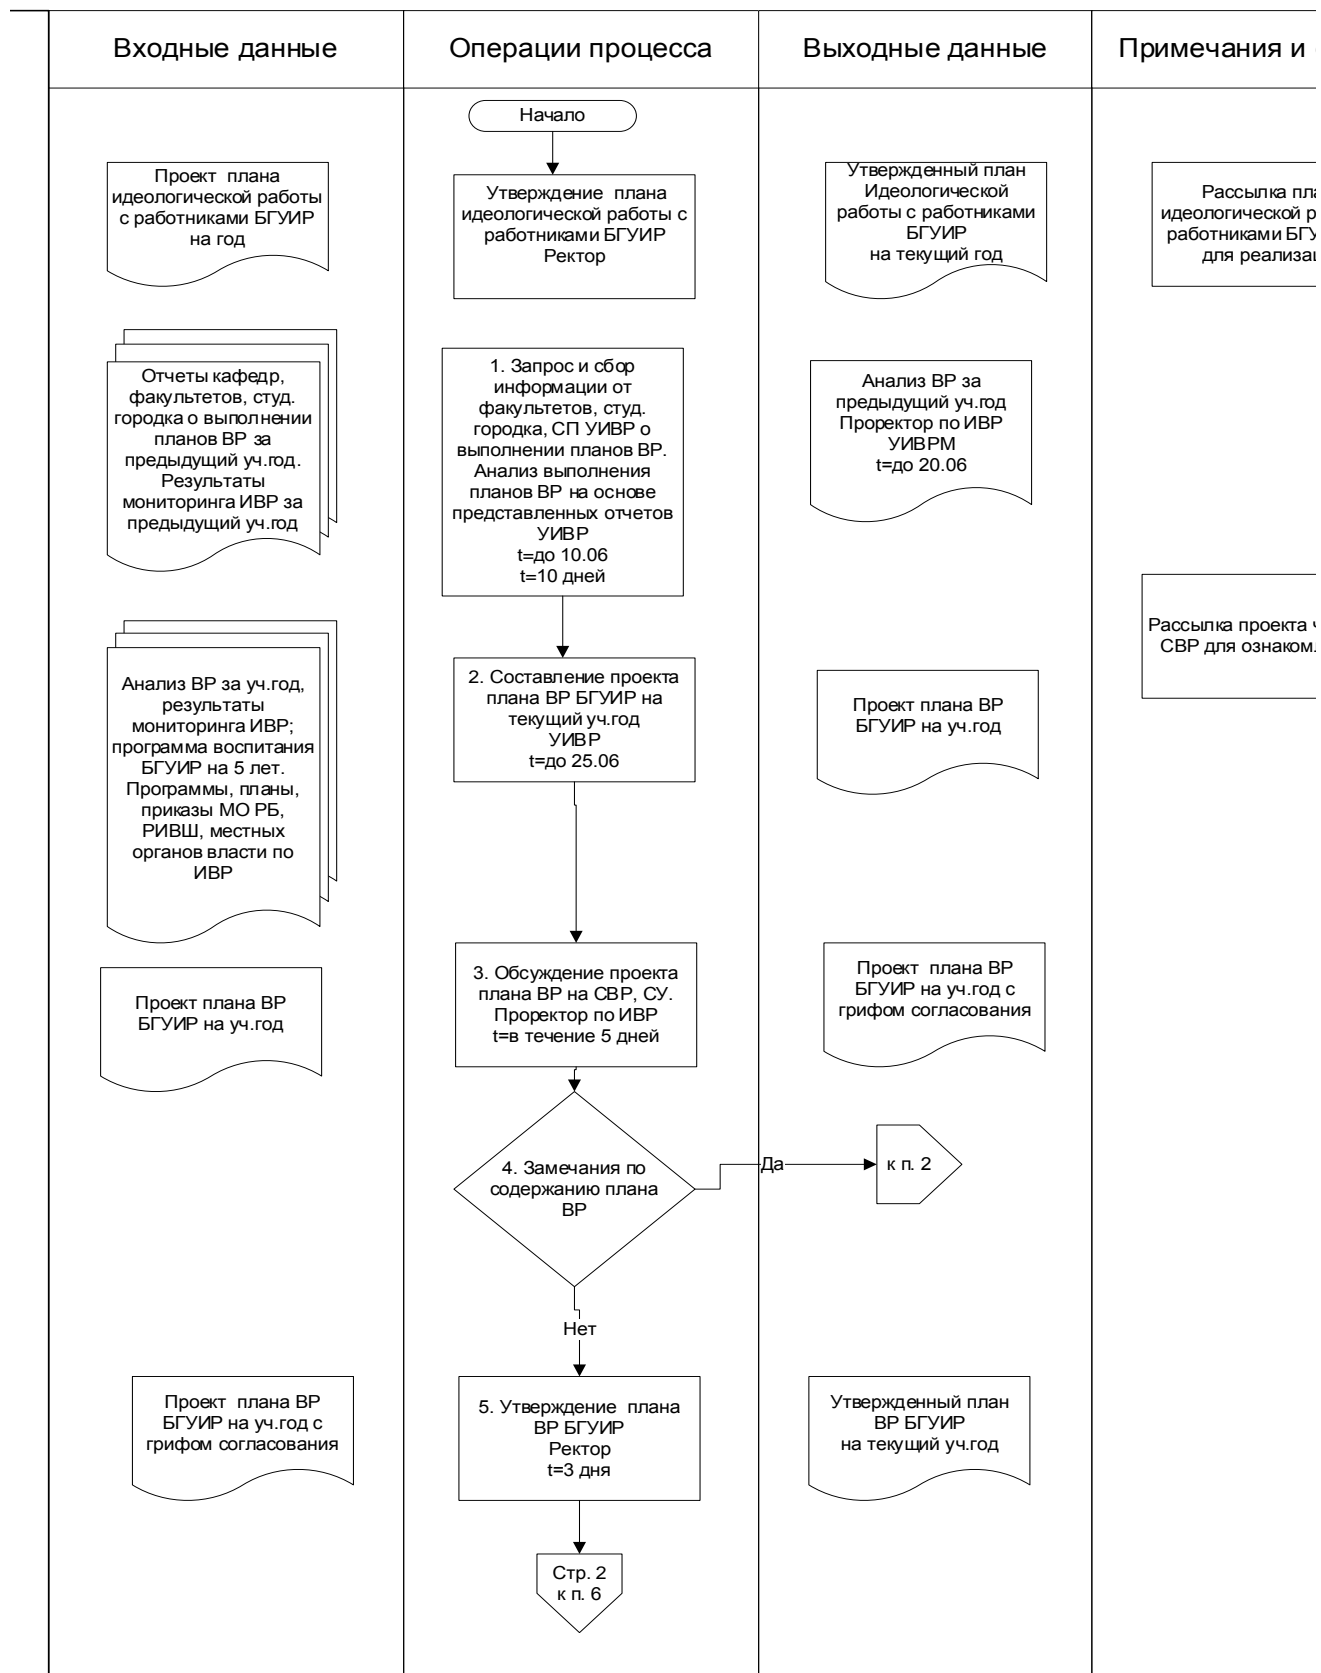 Входные данные
Операции процесса
Выходные данные
Примечания и
Начало
Проект плана
идеологической работы
с работниками БГУИР
на год
Утверждение плана
идеологической работы с
работниками БГУИР
Ректор
Утвержденный план
Идеологической
работы с работниками
БГУИР
на текущий год
Рассылка
идеологической
работниками
для
Отчеты кафедр,
факультетов, студ.
городка о выполнении
планов ВР за
предыдущий уч.год.
Результаты
мониторинга ИВР за
предыдущий уч.год
1. Запрос и сбор
информации от
факультетов, студ.
городка, СП УИВР о
выполнении планов ВР.
Анализ выполнения
планов ВР на основе
представленных отчетов
УИВР
t=до 10.06
t=10 дней
Анализ ВР за
предыдущий уч.год
Проректор по ИВР
УИВРМ
t=до 20.06
Рассылка проекта
СВР для ознаком.
Анализ ВР за уч.год,
результаты
мониторинга ИВР;
программа воспитания
БГУИР на 5 лет.
Программы, планы,
приказы МО РБ,
РИВШ, местных
органов власти по
ИВР
2. Составление проекта
плана ВР БГУИР на
текущий уч.год
УИВР
t=до 25.06
Проект плана ВР
БГУИР на уч.год
Проект плана ВР
БГУИР на уч.год
3. Обсуждение проекта
плана ВР на СВР, СУ.
Проректор по ИВР
t=в течение 5 дней
Проект плана ВР
БГУИР на уч.год с
грифом согласования
4. Замечания по
содержанию плана
ВР
Да
к п. 2
Нет
Проект плана ВР
БГУИР на уч.год с
грифом согласования
5. Утверждение плана
ВР БГУИР
Ректор
t=3 дня
Утвержденный план
ВР БГУИР
на текущий уч.год
Стр. 2
к п. 6